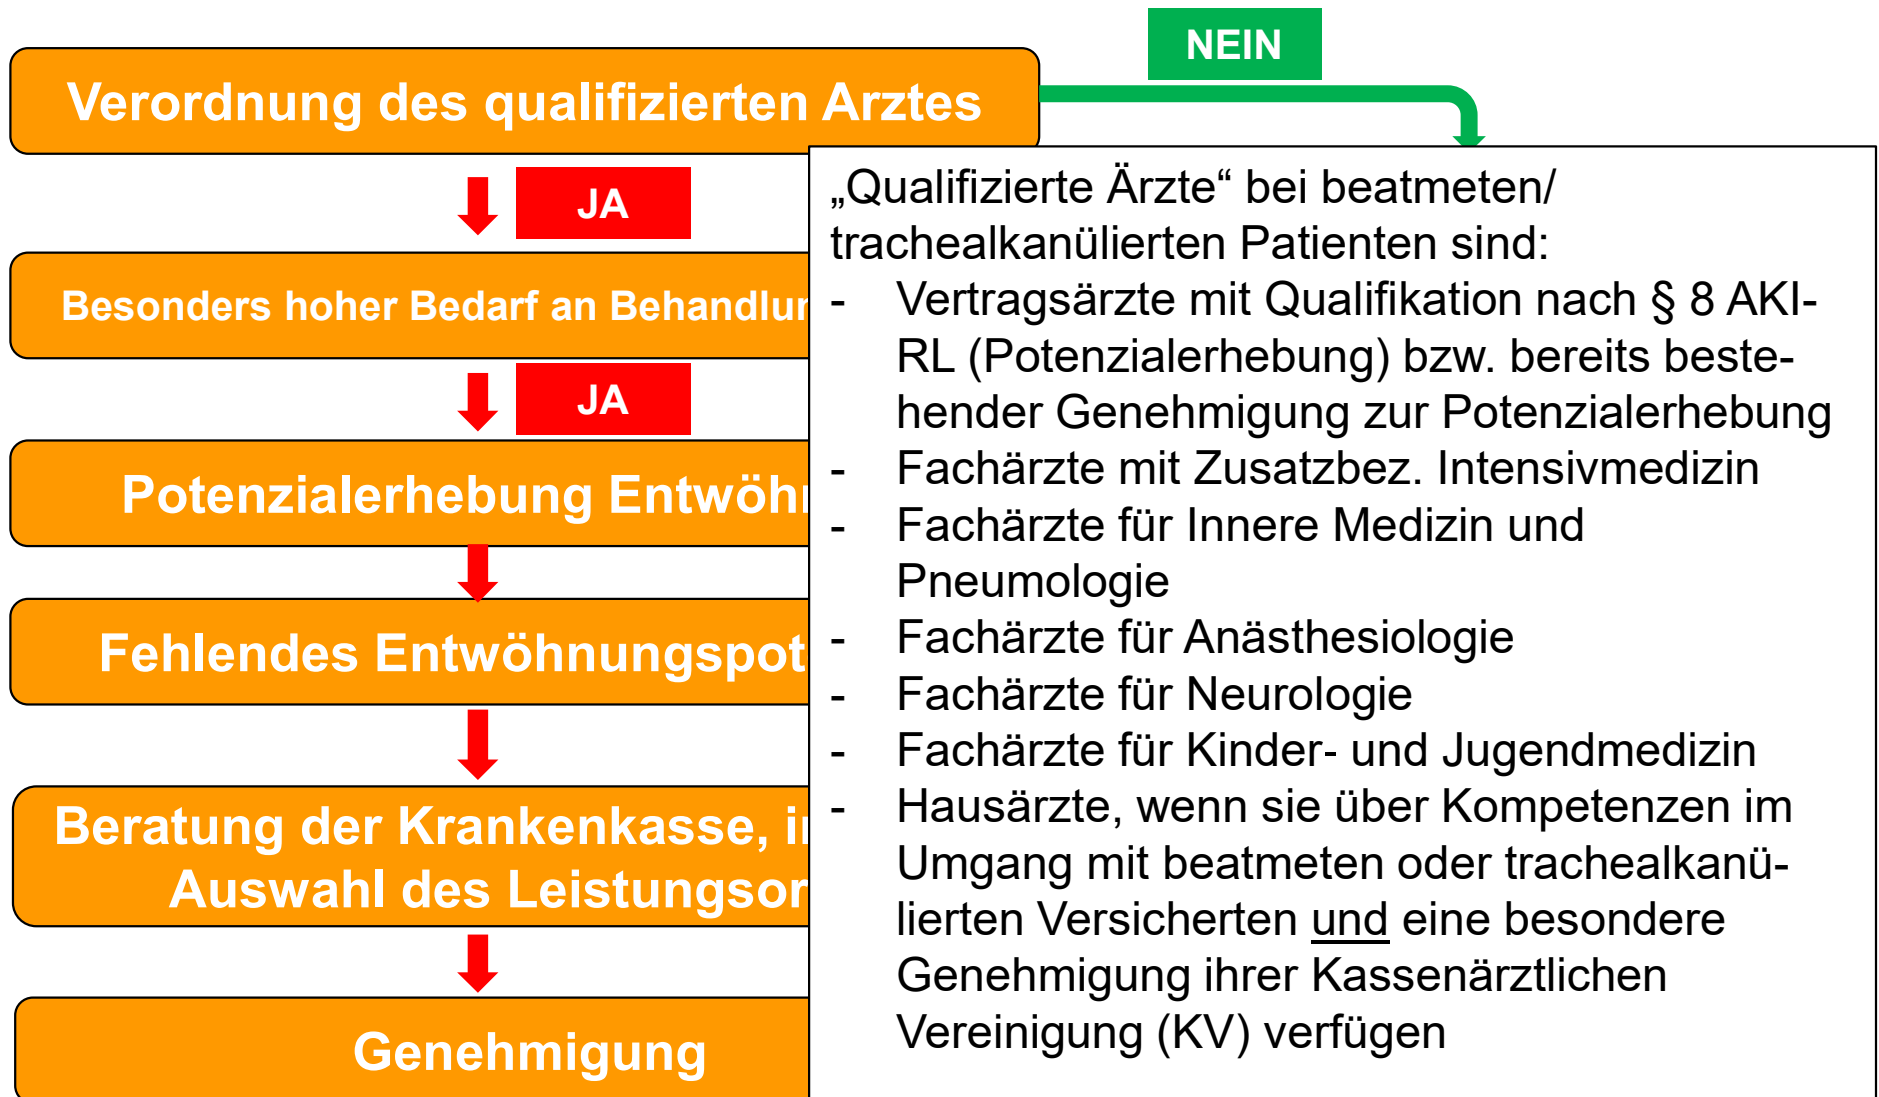 NEIN
Verordnung des qualifizierten Arztes
JA
Besonders hoher Bedarf an
JA
Potenzialerhebung
Fehlendes
Beratung der Krankenkasse,
Auswahl des
Genehmigung
„Qualifizierte Ärzte“ bei beatmeten/
trachealkanülierten Patienten sind:
- Vertragsärzte mit Qualifikation nach § 8 AKI-
RL (Potenzialerhebung) bzw. bereits beste-
hender Genehmigung zur Potenzialerhebung
- Fachärzte mit Zusatzbez. Intensivmedizin
- Fachärzte für Innere Medizin und
Pneumologie
- Fachärzte für Anästhesiologie
- Fachärzte für Neurologie
- Fachärzte für Kinder- und Jugendmedizin
- Hausärzte, wenn sie über Kompetenzen im
Umgang mit beatmeten oder trachealkanü-
lierten Versicherten und eine besondere
Genehmigung ihrer Kassenärztlichen
Vereinigung (KV) verfügen